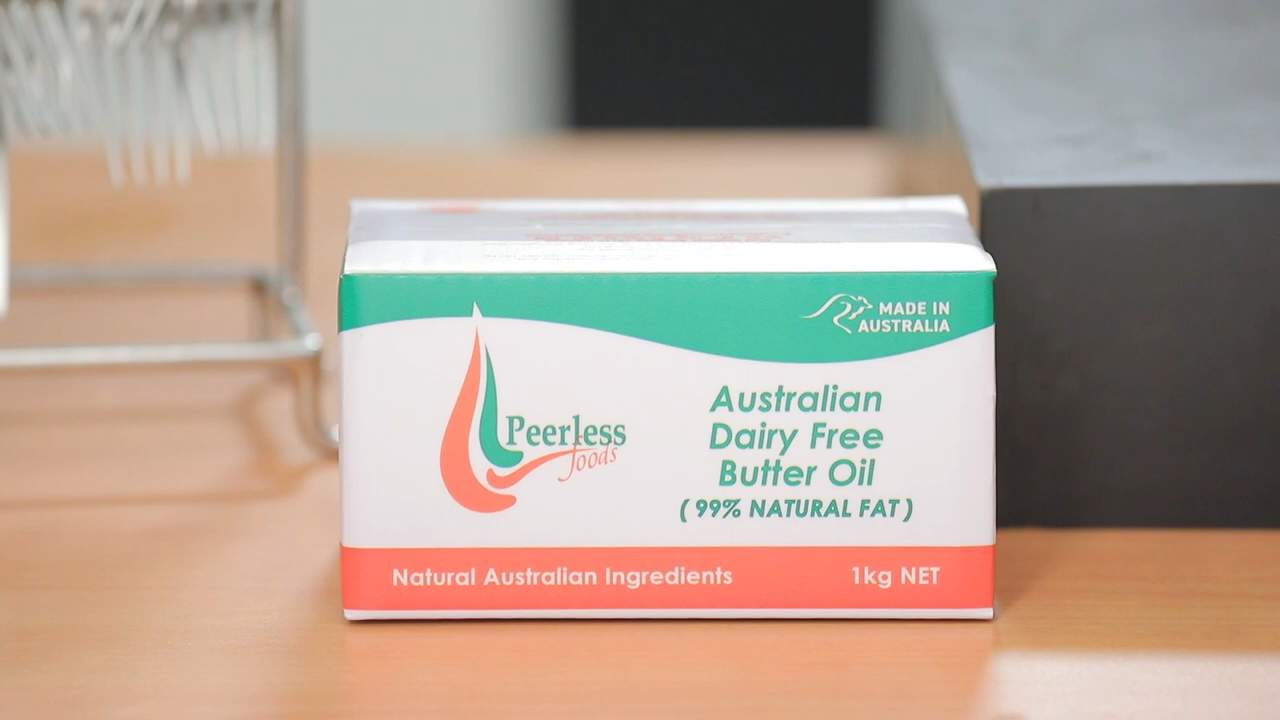 MADE IN
AUSTRALIA
Peerless
foods
Australian
Dairy Free
Butter Oil
( 99% NATURAL FAT )
Natural Australian Ingredients
1kg NET